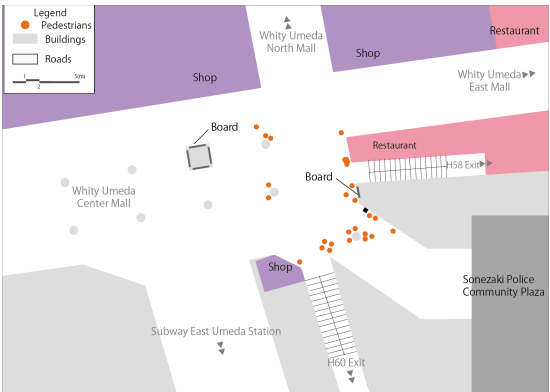 Legend
Pedestrians
Buildings
Roads
1
5(m)
2
Whity Umeda
North Mall
Restaurant
Shop
Shop
Whity Umeda
East Mall
Board
Restaurant
H58 Exit
Board
Whity Umeda
Center Mall
Shop
Sonezaki Police
Community Plaza
Subway East Umeda Station
H60 Exit